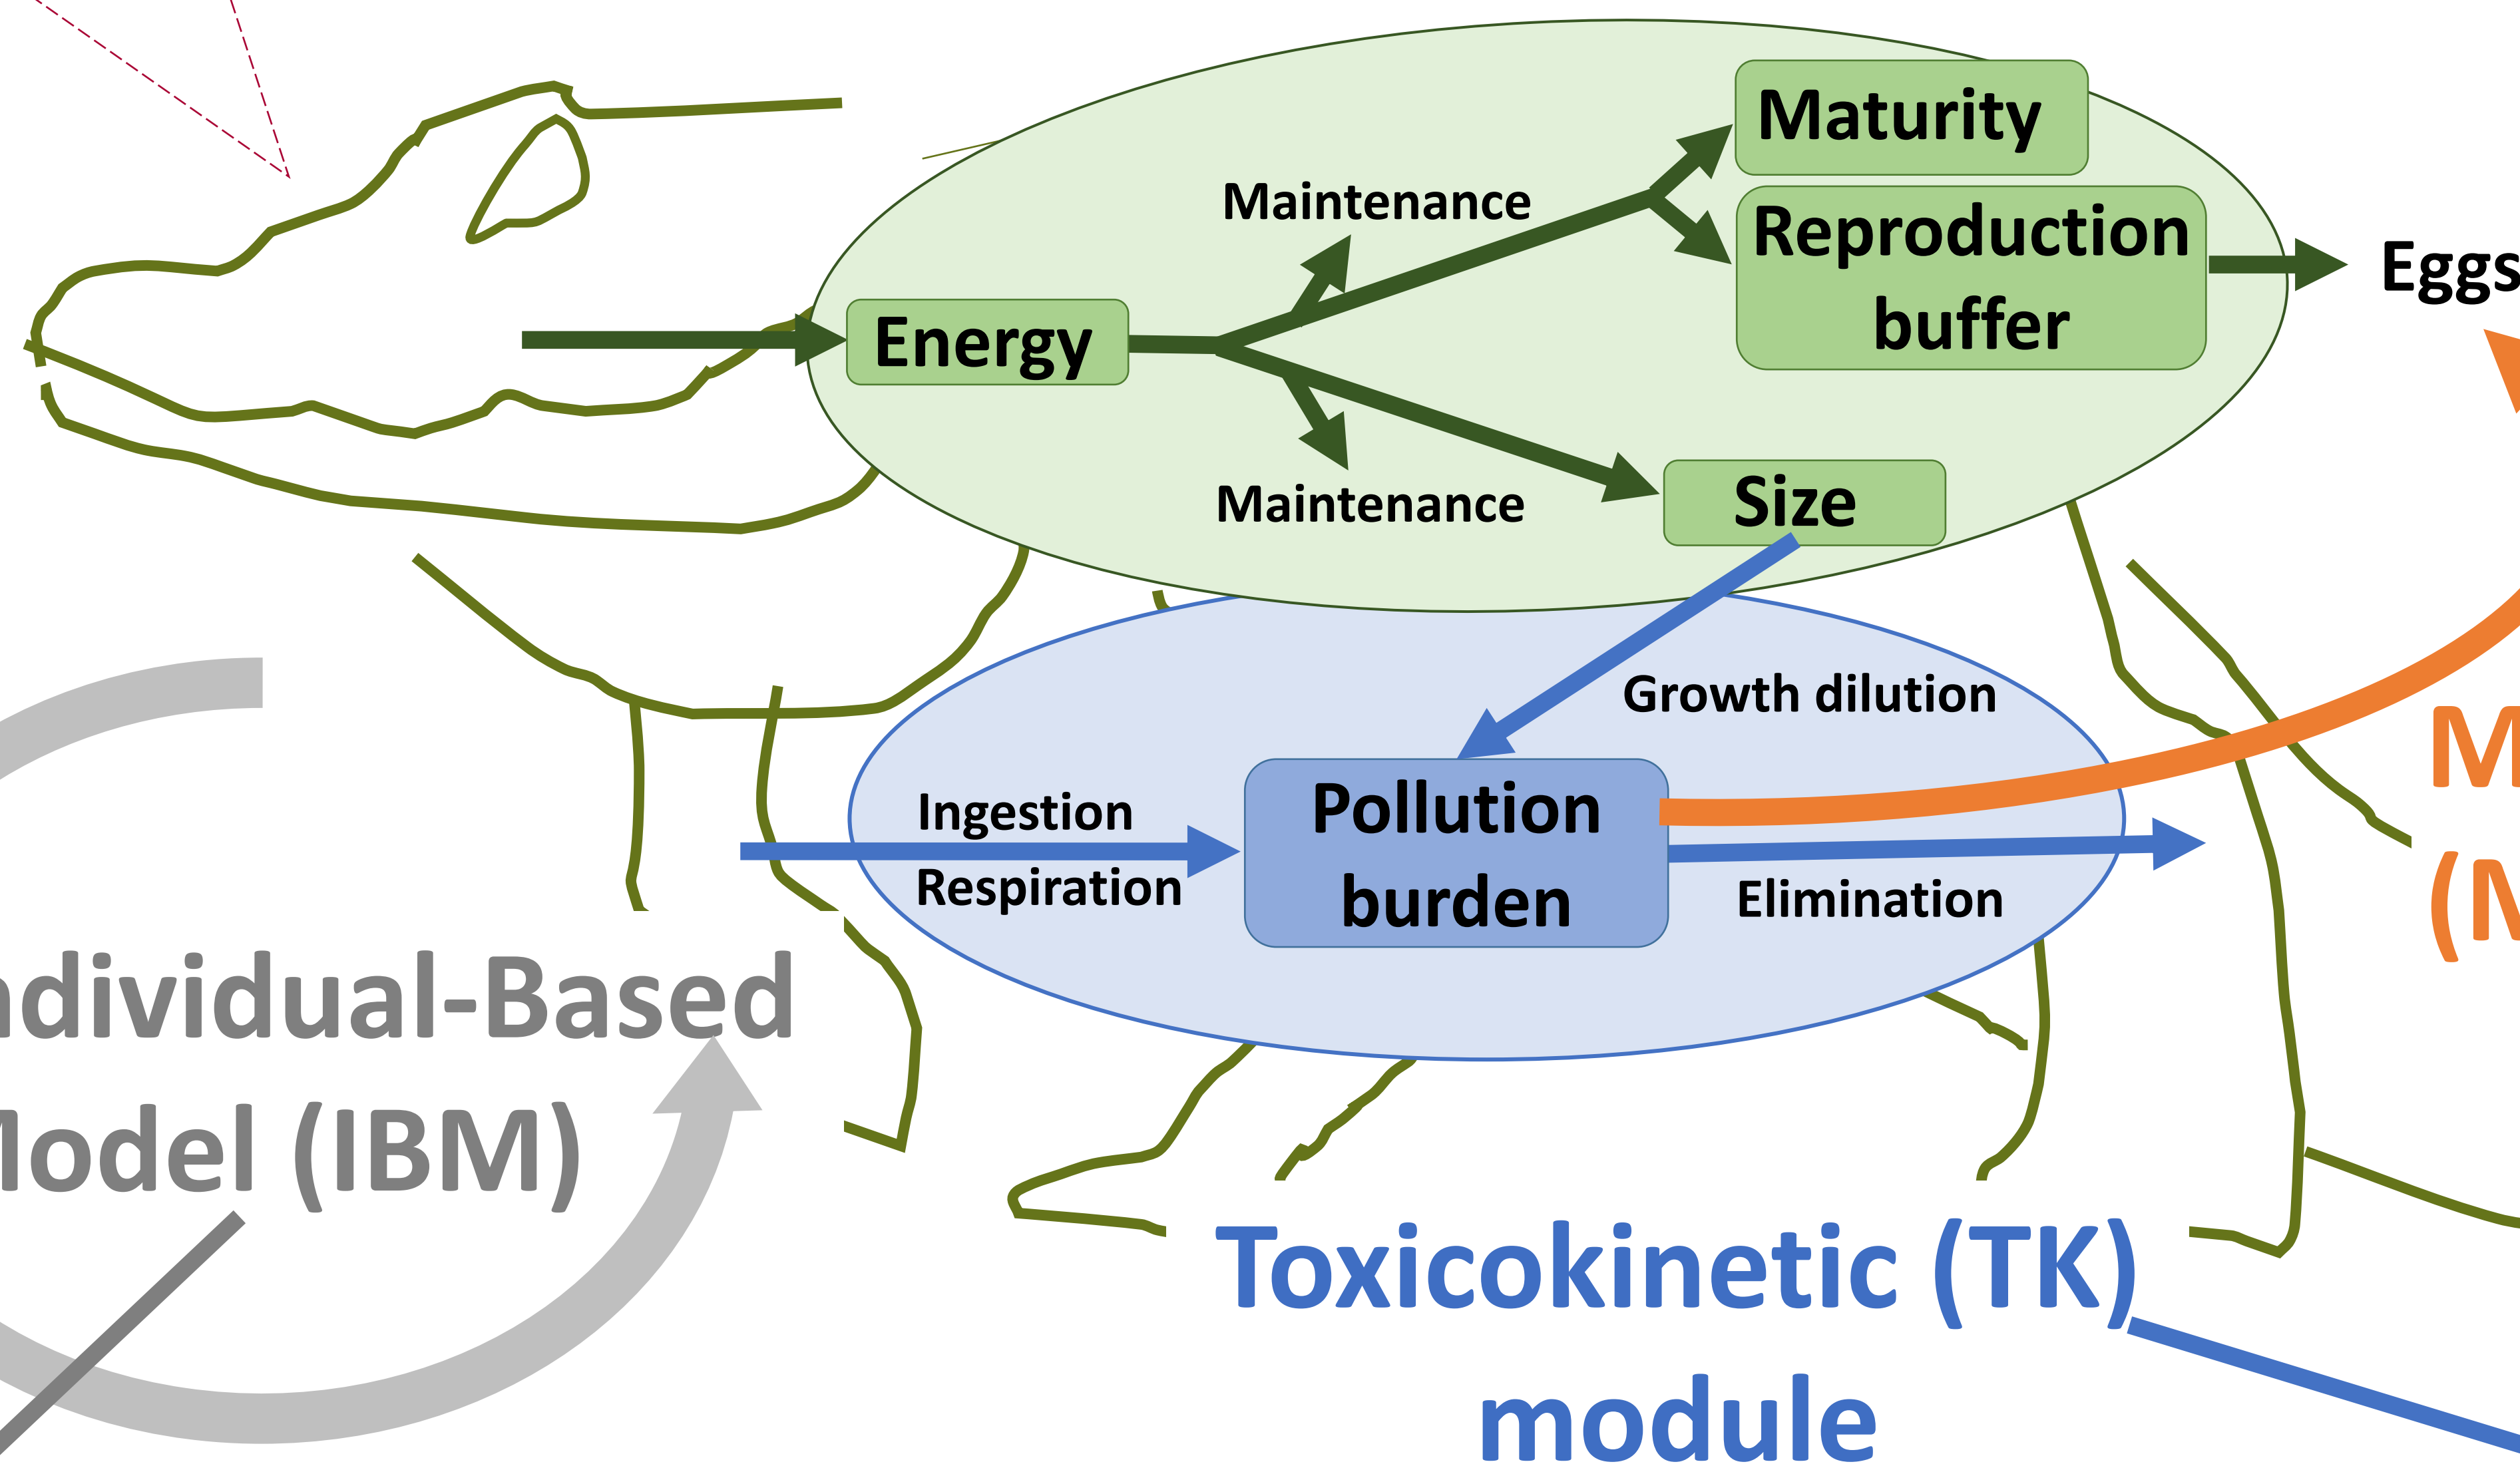 Maturity
Maintenance
Reproduction
buffer
Eggs
Energy
Maintenance
Size
Growth dilution
Ingestion
Respiration
Pollution
burden
Elimination
M
(N
ndividual-Based
Model (IBM)
Toxicokinetic (TK)
module